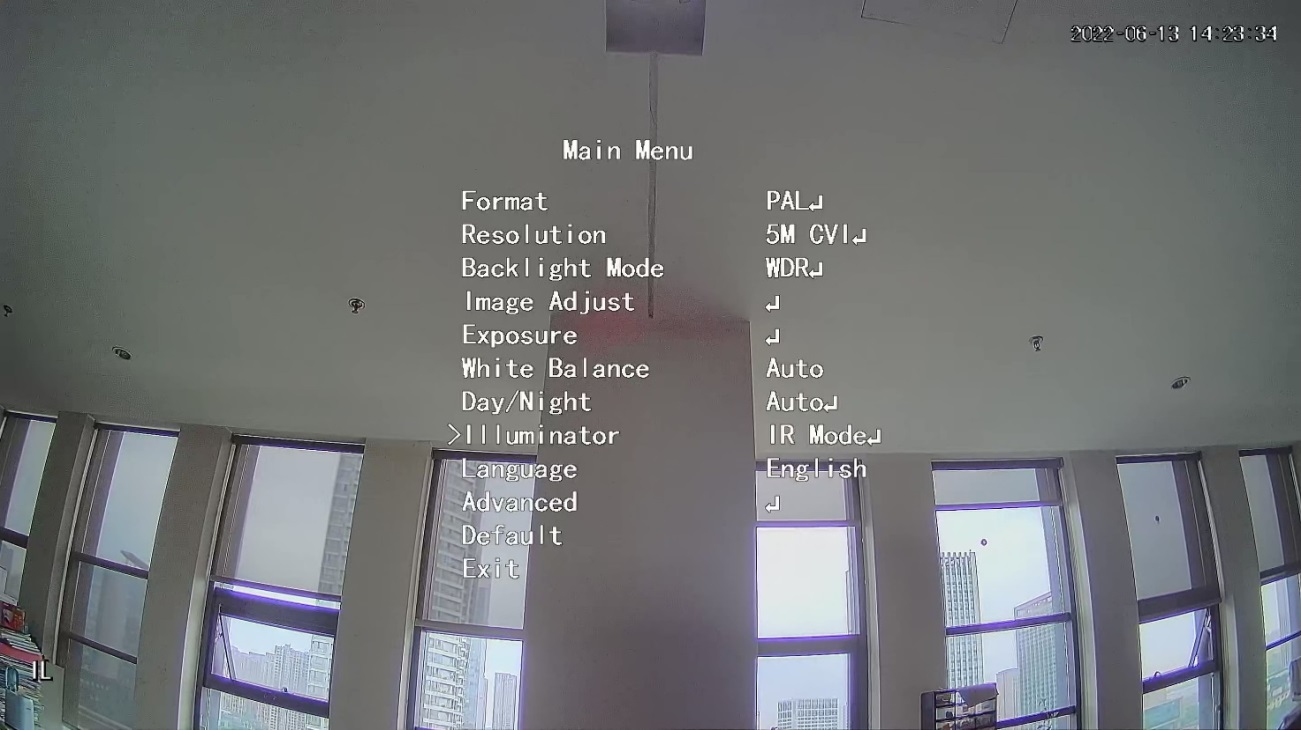 2022-06-13 14:23:34
Main Menu
Format PAL↵
Resolution 5M CVI↵
Backlight Mode WDR↵
Image Adjust ↵
Exposure ↵
White Balance Auto
Day/Night Auto↵
>Illuminator IR Mode↵
Language English
Advanced ↵
Default
Exit
IL